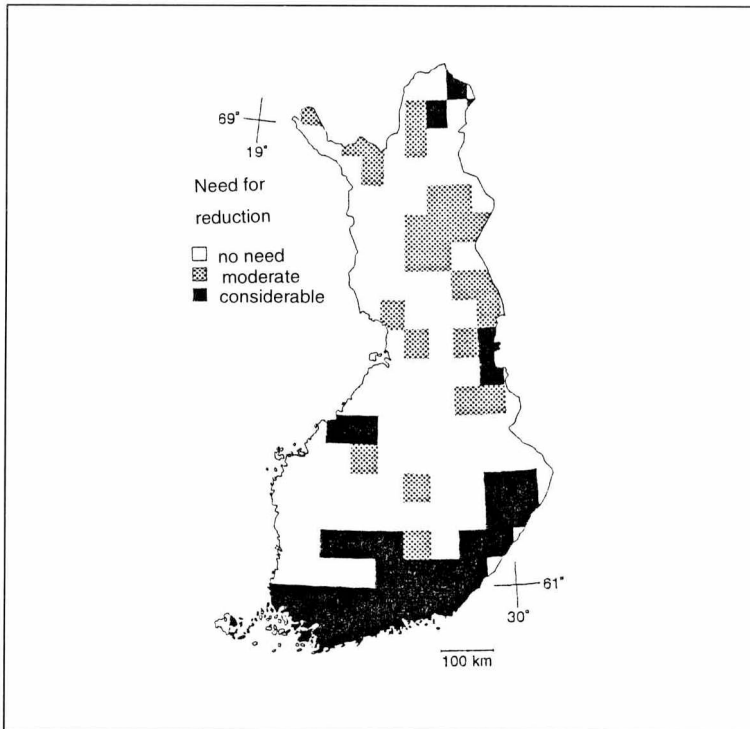 69°
19°
Need for
reduction
no need
moderate
considerable
61°
30°
100 km